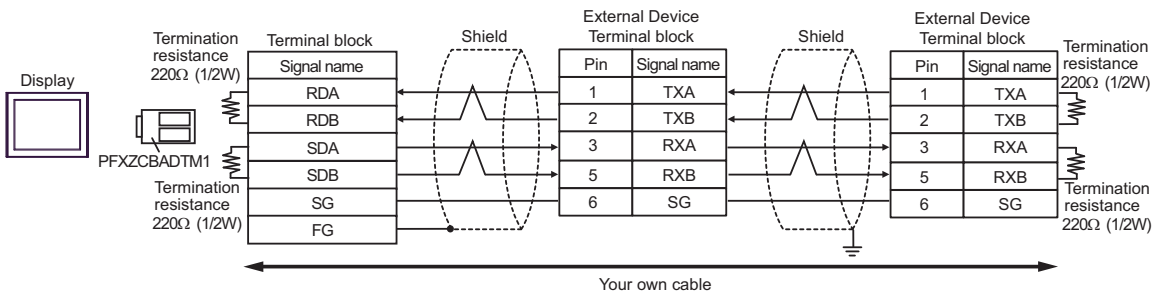 Display
PFXZCBADTM1
Termination
resistance
220Ω (1/2W)
Termination
resistance
220Ω (1/2W)
Terminal block
Signal name
RDA
RDB
SDA
SDB
SG
FG
Shield
External Device
Terminal block
Pin Signal name
1 TXA
2 TXB
3 RXA
5 RXB
6 SG
Shield
External Device
Terminal block
Pin Signal name
1 TXA
2 TXB
3 RXA
5 RXB
6 SG
Termination
resistance
220Ω (1/2W)
Termination
resistance
220Ω (1/2W)
Your own cable